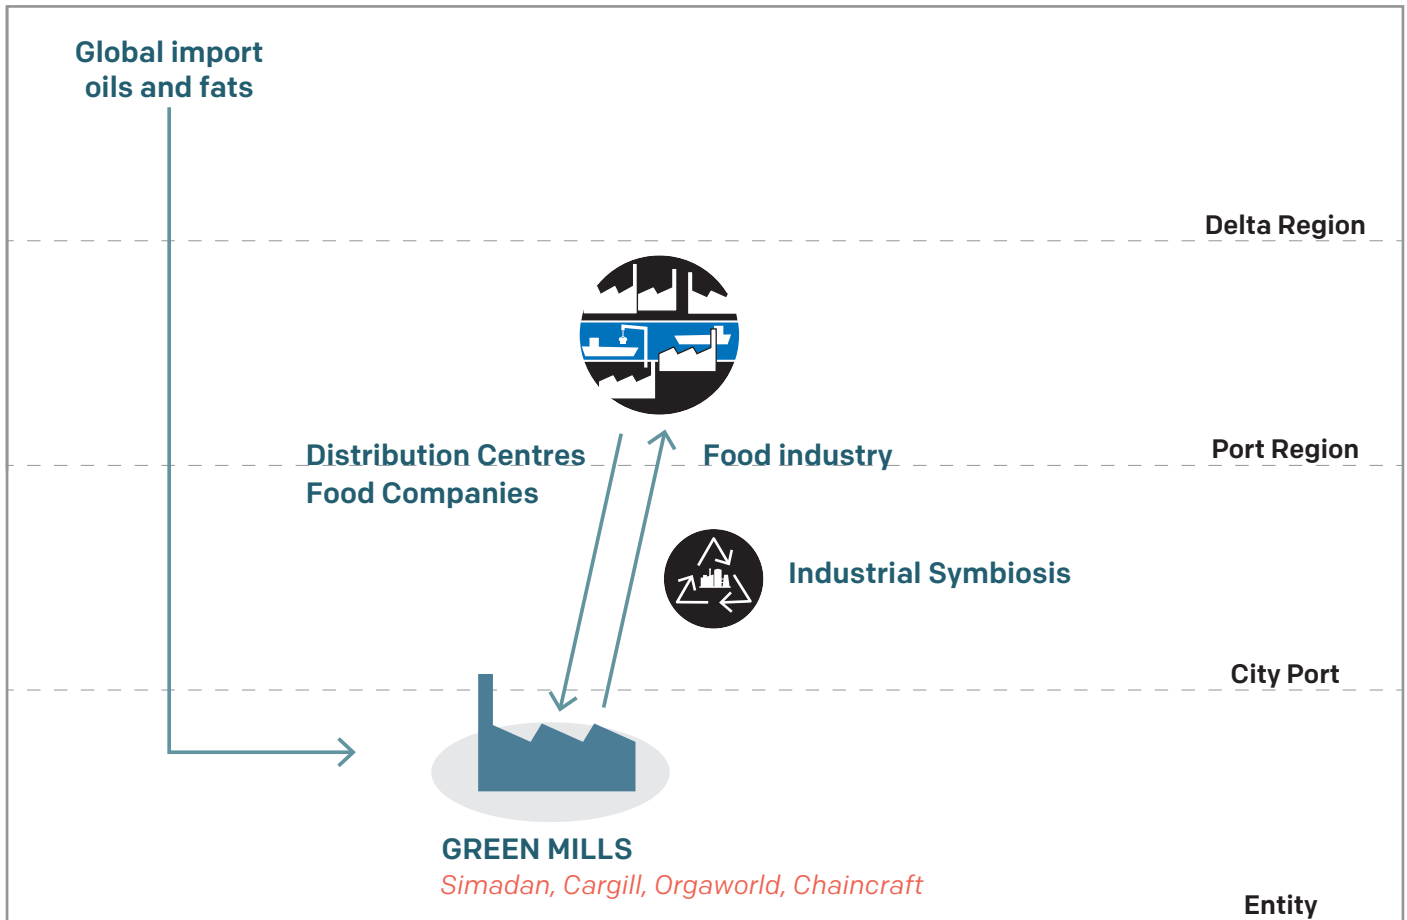 Global import
oils and fats
Delta Region
Distribution Centres
Food Companies
Food industry
Port Region
Industrial Symbiosis
City Port
GREEN MILLS
Simadan, Cargill, Orgaworld, Chaincraft
Entity